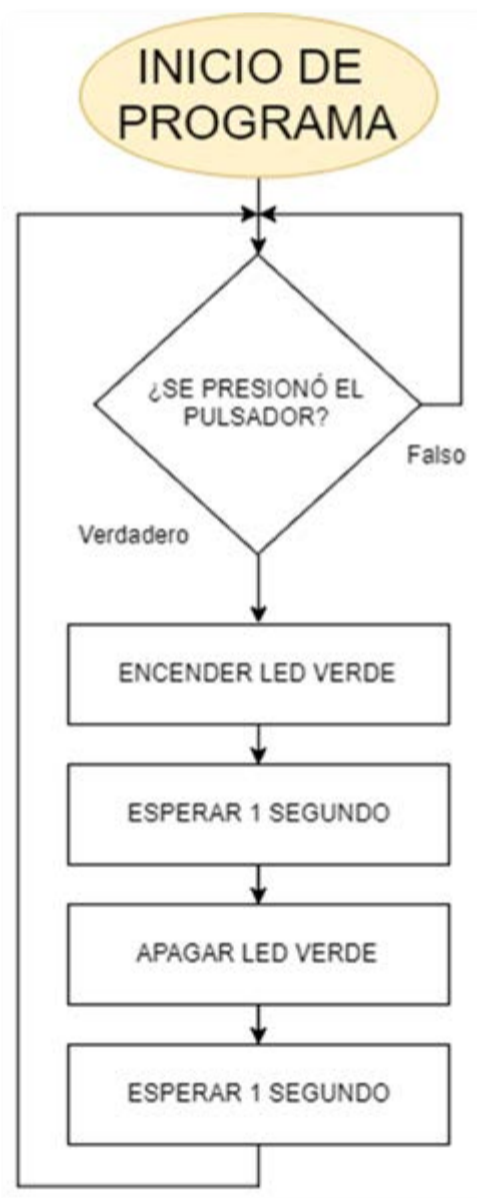 INICIO DE
PROGRAMA
¿SE PRESIONÓ EL
PULSADOR?
Falso
Verdadero
ENCENDER LED VERDE
ESPERAR 1 SEGUNDO
APAGAR LED VERDE
ESPERAR 1 SEGUNDO